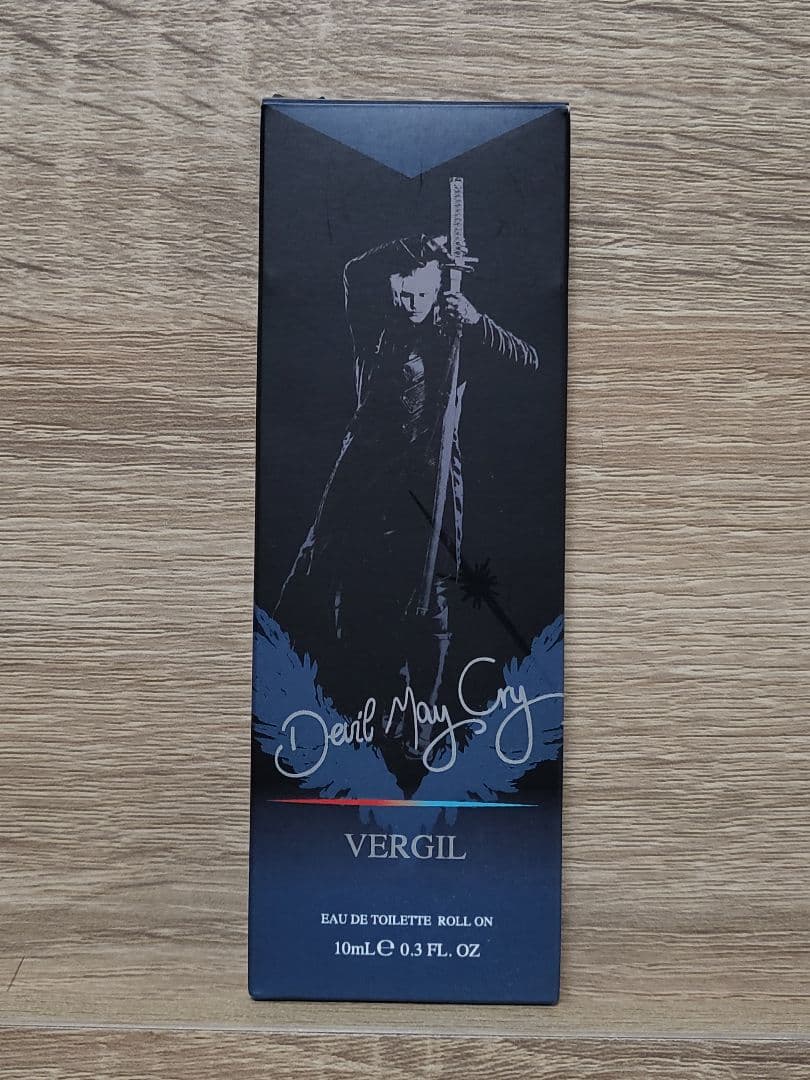 Devil May Cry
VERGIL
EAU DE TOILETTE ROLL ON
10mL ℮ 0.3 FL. OZ